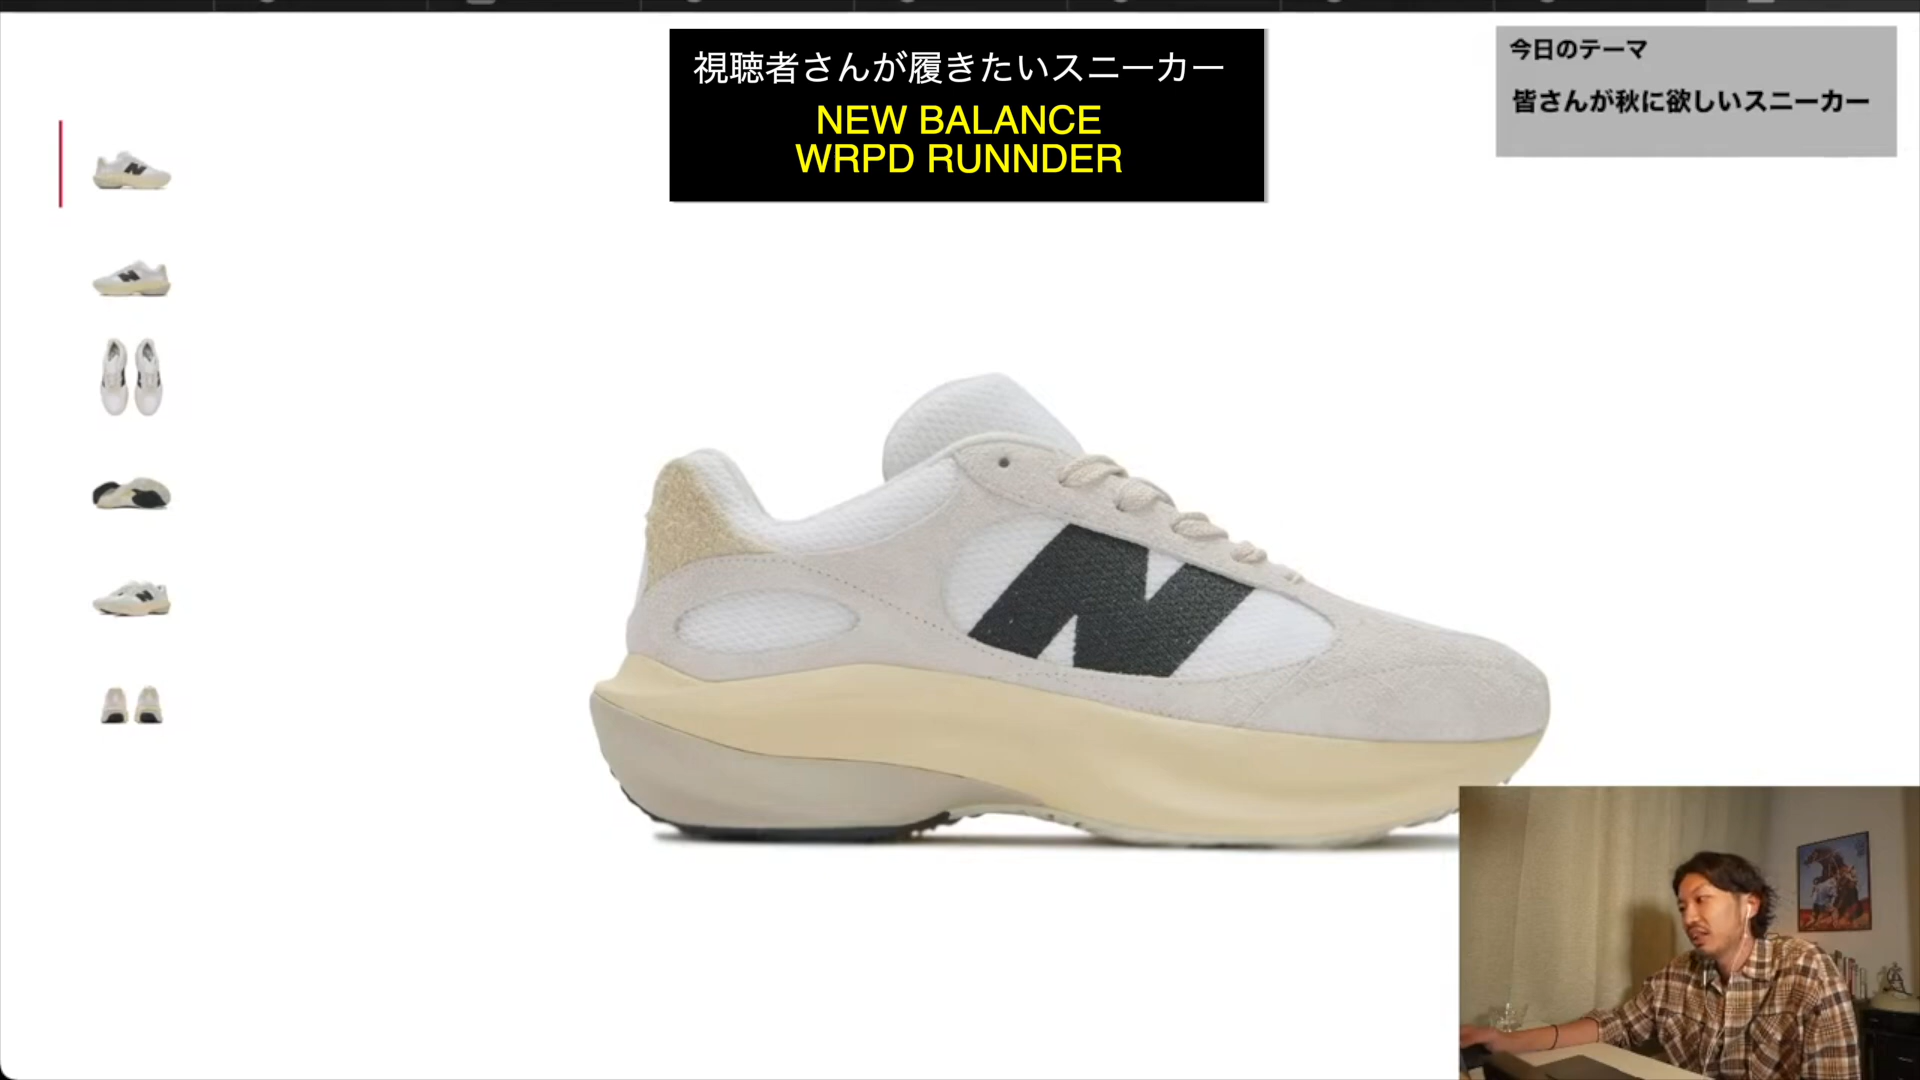 視聴者さんが履きたいスニーカー
NEW BALANCE
WRPD RUNNDER
今日のテーマ
皆さんが秋に欲しいスニーカー
N